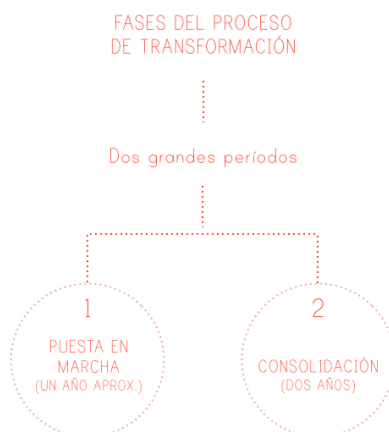 FASES DEL PROCESO
DE TRANSFORMACIÓN
Dos grandes períodos
1
PUESTA EN
MARCHA
(UN AÑO APROX.)
2
CONSOLIDACIÓN
(DOS AÑOS)